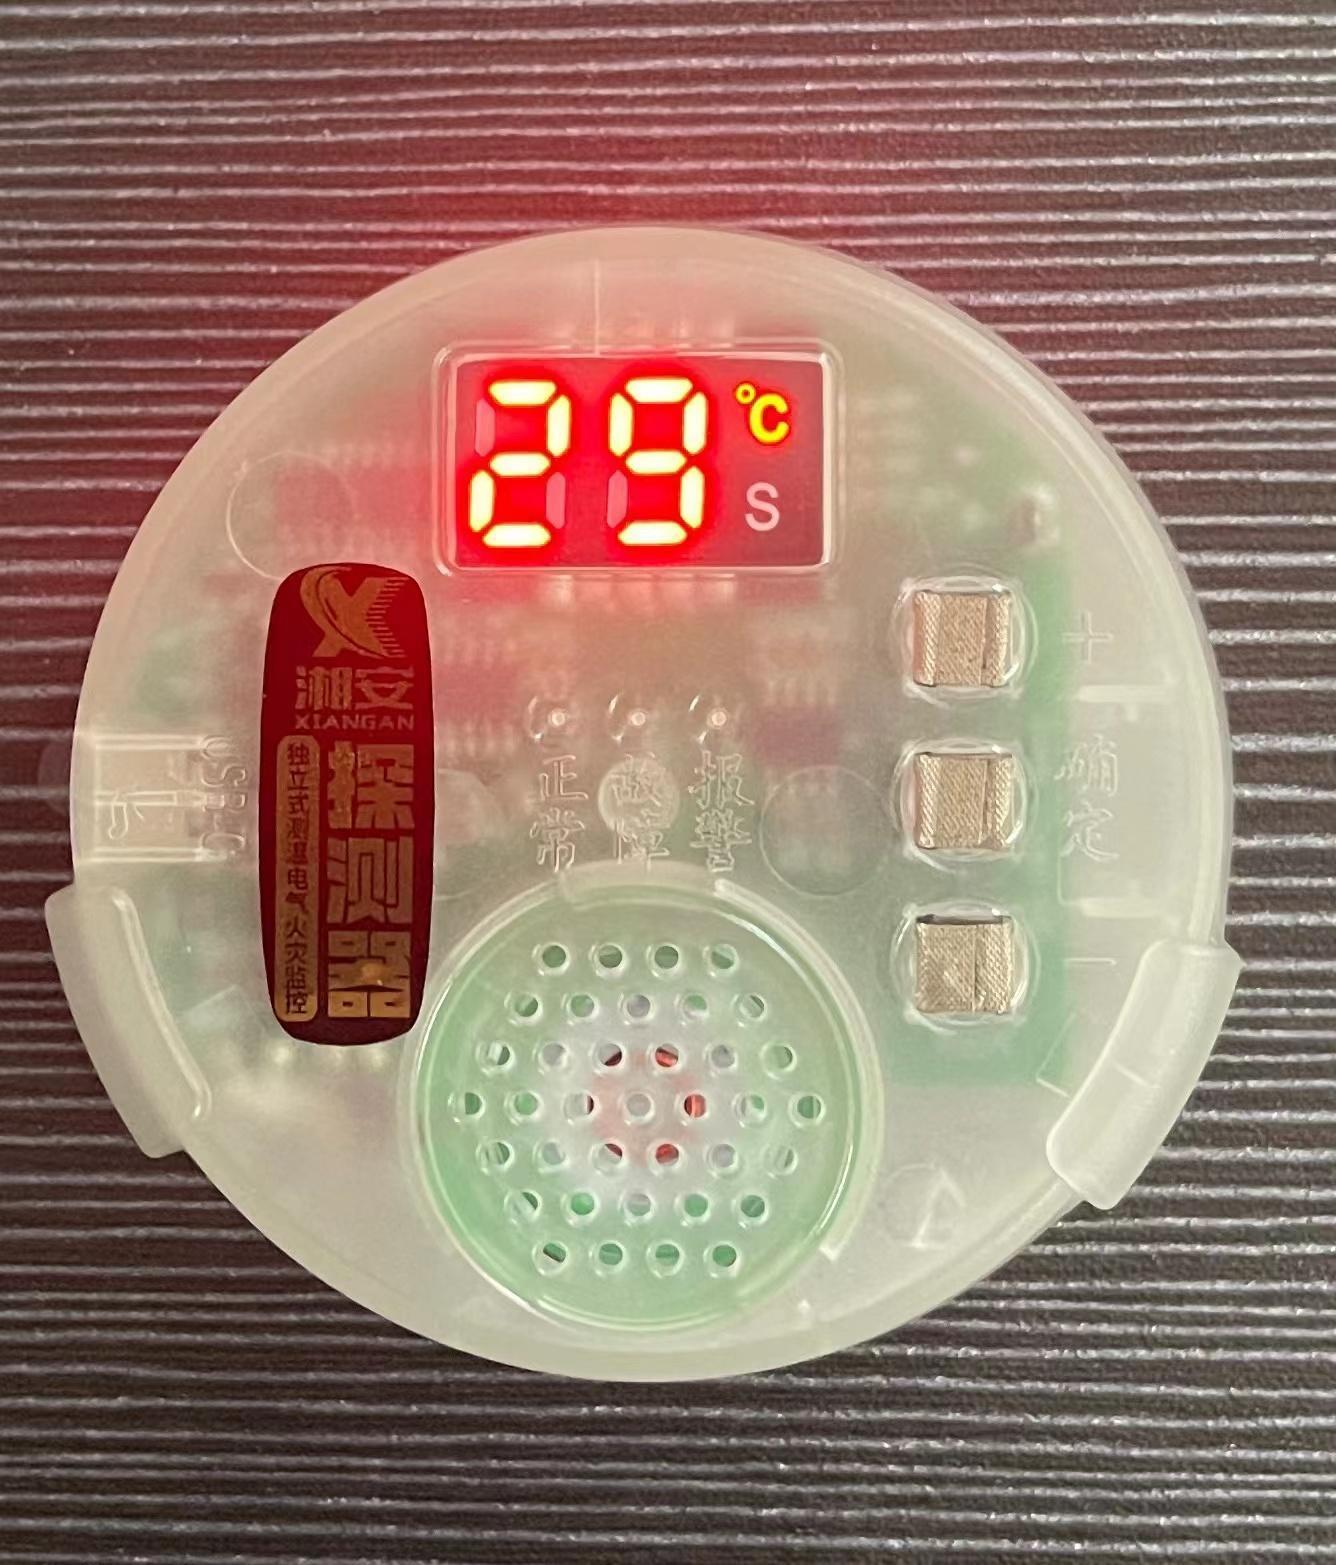 29 ℃
S
湘安
XIANGAN
探测器
独立式测温电气火灾监控
正常
故障
报警
+
确定
−
USB-C